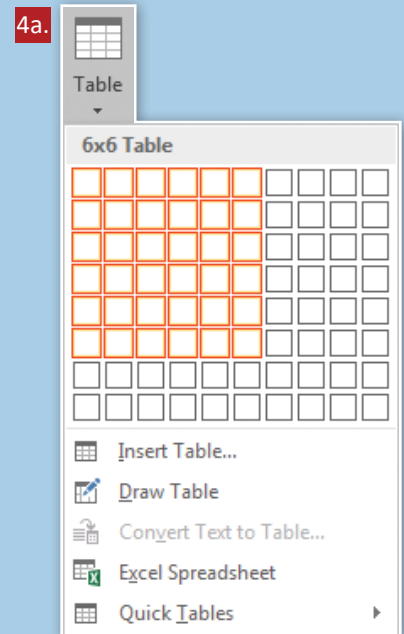 4a.
Table
6x6 Table
Insert Table...
Draw Table
Convert Text to Table...
Excel Spreadsheet
Quick Tables